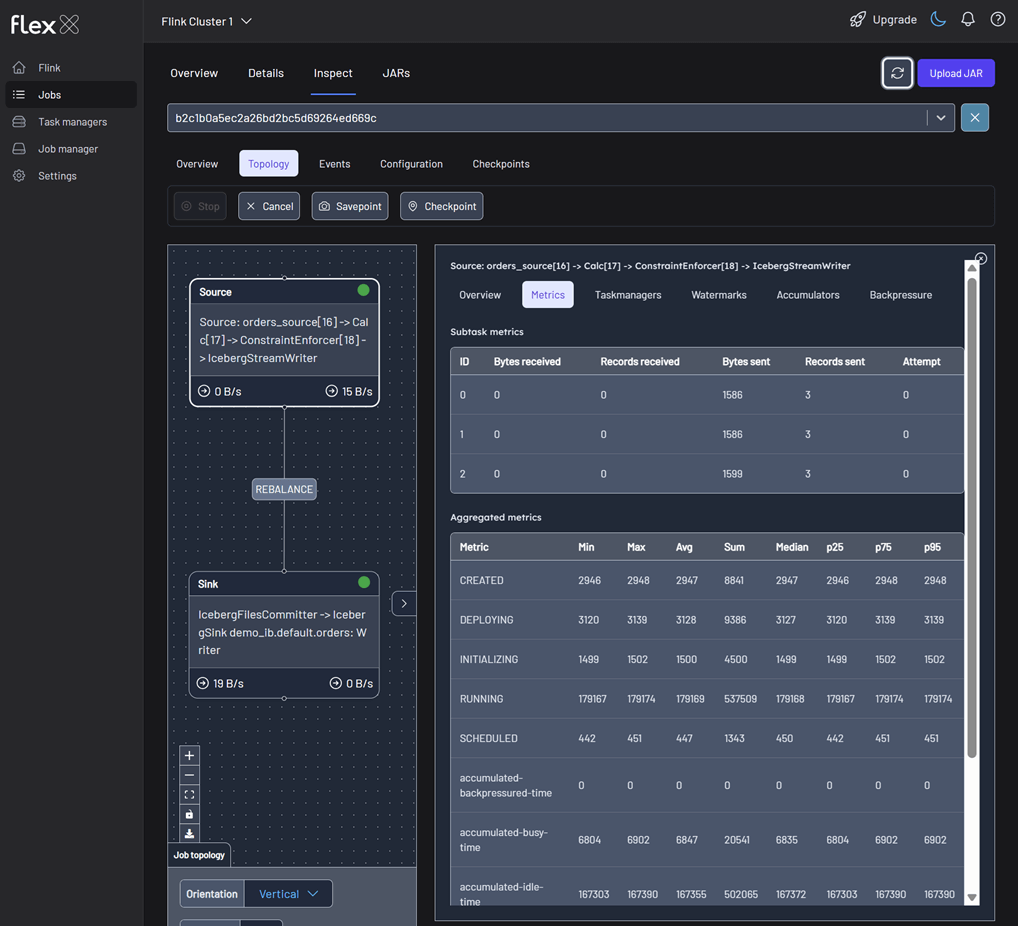 flex
Flink Cluster 1
Upgrade
Flink
Jobs
Task managers
Job manager
Settings
Overview Details Inspect JARs
Upload JAR
b2c1b0a5ec2a26bd2bc5d69264ed669c
Overview Topology Events Configuration Checkpoints
Stop Cancel Savepoint Checkpoint
Source
Source: orders_source[16] -> Cal
c[17] -> ConstraintEnforcer[18] -
> IcebergStreamWriter
0 B/s 15 B/s
REBALANCE
Sink
IcebergFilesCommitter -> Iceber
gSink demo_ib.default.orders: W
riter
19 B/s 0 B/s
Job topology
Orientation Vertical
Source: orders_source[16] -> Calc[17] -> ConstraintEnforcer[18] -> IcebergStreamWriter
Overview Metrics Taskmanagers Watermarks Accumulators Backpressure
Subtask metrics
ID Bytes received Records received Bytes sent Records sent Attempt
0 0 0 1586 3 0
1 0 0 1586 3 0
2 0 0 1599 3 0
Aggregated metrics
Metric Min Max Avg Sum Median p25 p75 p95
CREATED 2946 2948 2947 8841 2947 2946 2948 2948
DEPLOYING 3120 3139 3128 9386 3127 3120 3139 3139
INITIALIZING 1499 1502 1500 4500 1499 1499 1502 1502
RUNNING 179167 179174 179169 537509 179168 179167 179174 179174
SCHEDULED 442 451 447 1343 450 442 451 451
accumulated-
backpressured-time 0 0 0 0 0 0 0 0
accumulated-busy-
time 6804 6902 6847 20541 6835 6804 6902 6902
accumulated-idle-
time 167303 167390 167355 502065 167372 167303 167390 167390